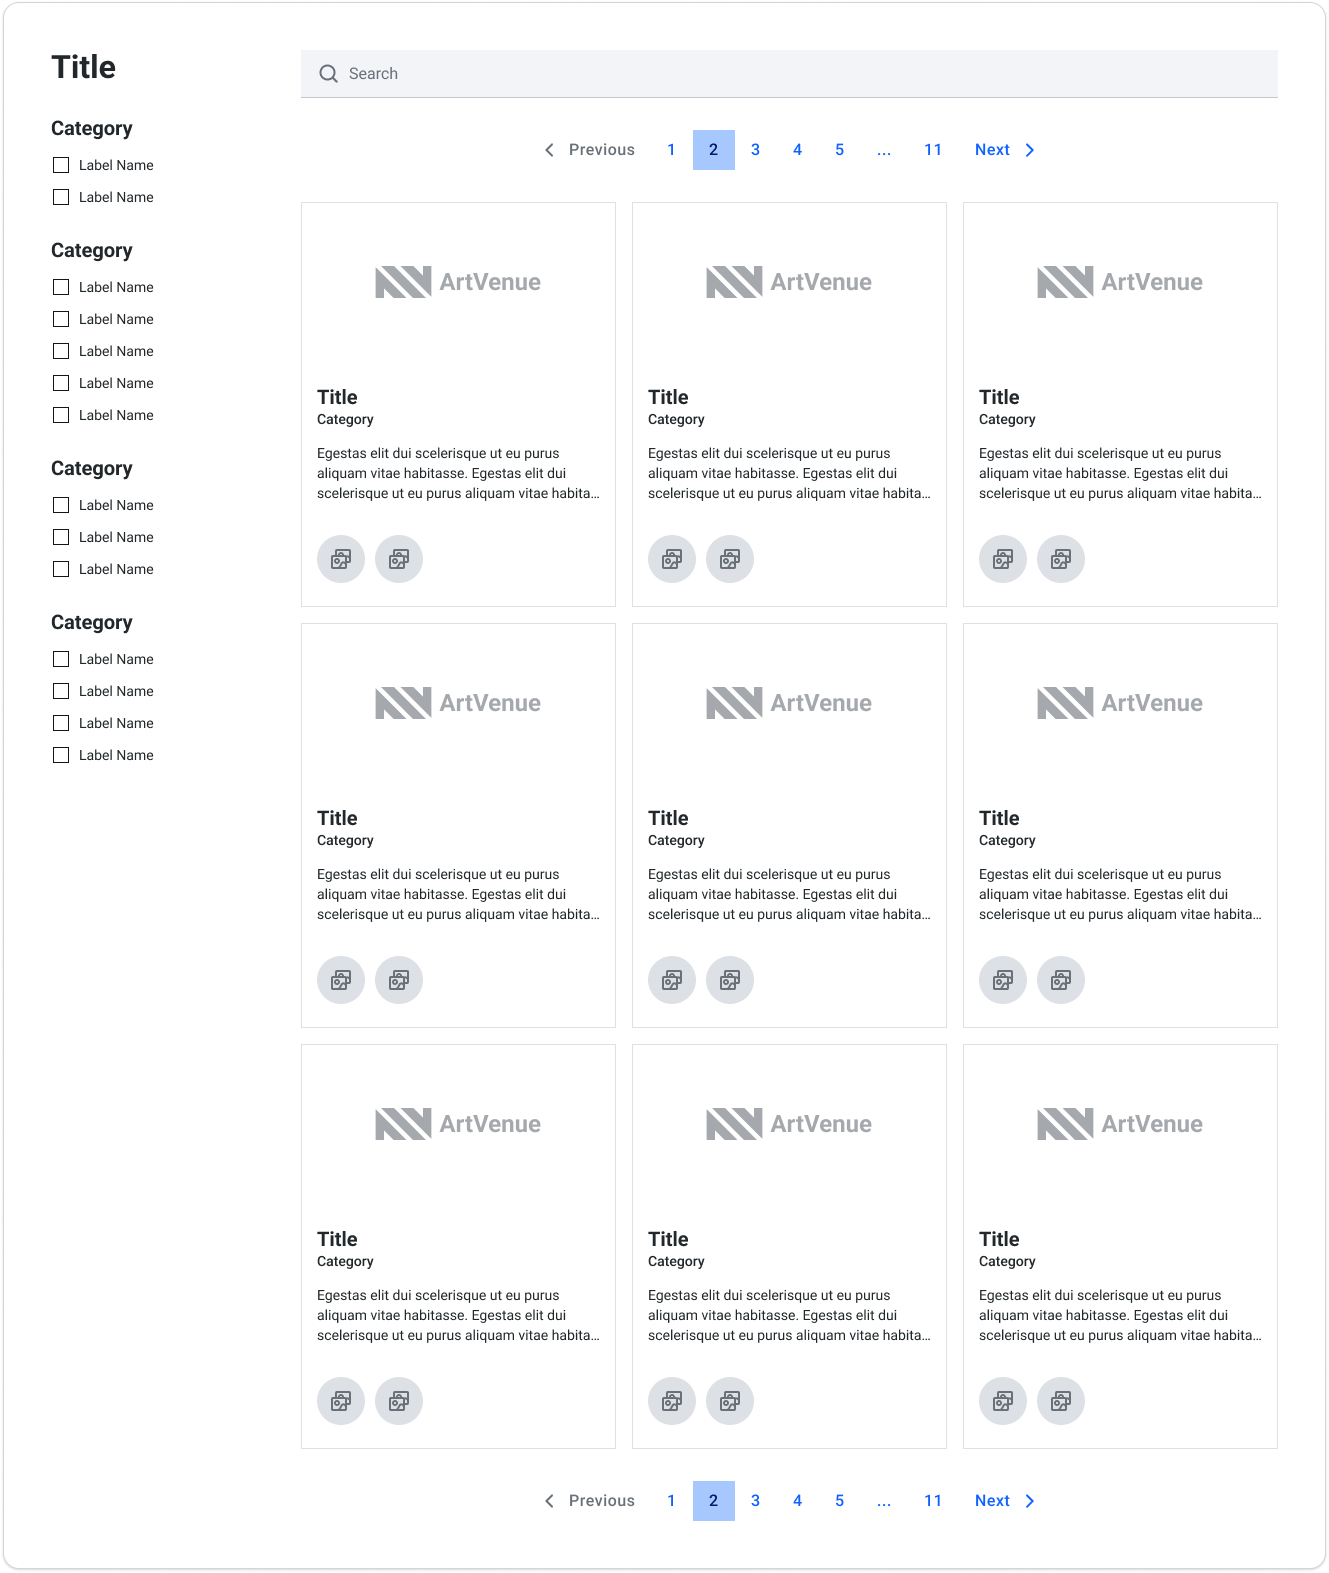 Title
Category
Label Name
Label Name
Category
Label Name
Label Name
Label Name
Label Name
Label Name
Category
Label Name
Label Name
Label Name
Category
Label Name
Label Name
Label Name
Label Name
Search
Previous 1 2 3 4 5 ... 11 Next
ArtVenue
Title
Category
Egestas elit dui scelerisque ut eu purus
aliquam vitae habitasse. Egestas elit dui
scelerisque ut eu purus aliquam vitae habita...
ArtVenue
Title
Category
Egestas elit dui scelerisque ut eu purus
aliquam vitae habitasse. Egestas elit dui
scelerisque ut eu purus aliquam vitae habita...
ArtVenue
Title
Category
Egestas elit dui scelerisque ut eu purus
aliquam vitae habitasse. Egestas elit dui
scelerisque ut eu purus aliquam vitae habita...
ArtVenue
Title
Category
Egestas elit dui scelerisque ut eu purus
aliquam vitae habitasse. Egestas elit dui
scelerisque ut eu purus aliquam vitae habita...
ArtVenue
Title
Category
Egestas elit dui scelerisque ut eu purus
aliquam vitae habitasse. Egestas elit dui
scelerisque ut eu purus aliquam vitae habita...
ArtVenue
Title
Category
Egestas elit dui scelerisque ut eu purus
aliquam vitae habitasse. Egestas elit dui
scelerisque ut eu purus aliquam vitae habita...
ArtVenue
Title
Category
Egestas elit dui scelerisque ut eu purus
aliquam vitae habitasse. Egestas elit dui
scelerisque ut eu purus aliquam vitae habita...
ArtVenue
Title
Category
Egestas elit dui scelerisque ut eu purus
aliquam vitae habitasse. Egestas elit dui
scelerisque ut eu purus aliquam vitae habita...
ArtVenue
Title
Category
Egestas elit dui scelerisque ut eu purus
aliquam vitae habitasse. Egestas elit dui
scelerisque ut eu purus aliquam vitae habita...
Previous 1 2 3 4 5 ... 11 Next